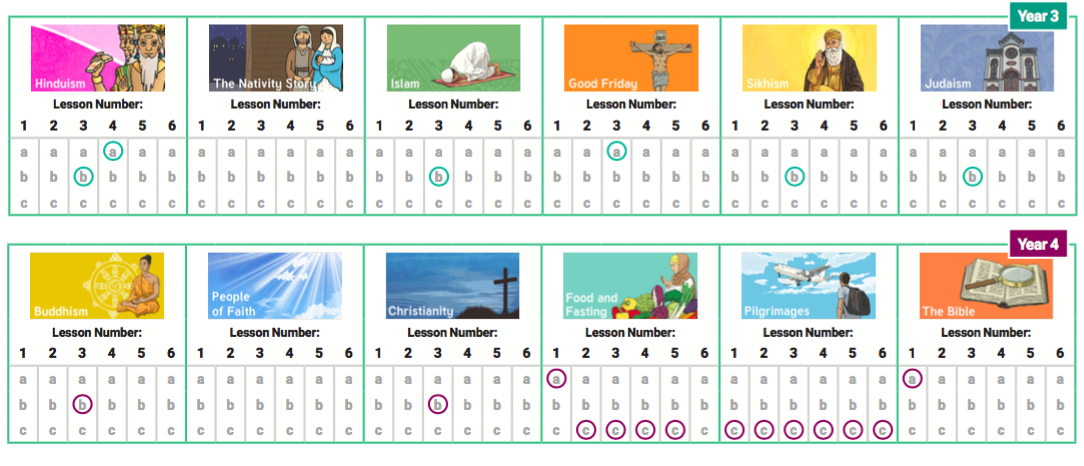 Year 3
Hinduism The Nativity Story Islam Good Friday Sikhism Judaism
Lesson Number: Lesson Number: Lesson Number: Lesson Number: Lesson Number: Lesson Number:
1 2 3 4 5 6 1 2 3 4 5 6 1 2 3 4 5 6 1 2 3 4 5 6 1 2 3 4 5 6 1 2 3 4 5 6
a a a a a a a a a a a a a a a a a a a a a a a a a a a a a a a a a a a a
b b b b b b b b b b b b b b b b b b b b b b b b b b b b b b b b b b b b
c c c c c c c c c c c c c c c c c c c c c c c c c c c c c c c c c c c c
Year 4
Buddhism People of Faith Christianity Food and Fasting Pilgrimages The Bible
Lesson Number: Lesson Number: Lesson Number: Lesson Number: Lesson Number: Lesson Number:
1 2 3 4 5 6 1 2 3 4 5 6 1 2 3 4 5 6 1 2 3 4 5 6 1 2 3 4 5 6 1 2 3 4 5 6
a a a a a a a a a a a a a a a a a a a a a a a a a a a a a a a a a a a a
b b b b b b b b b b b b b b b b b b b b b b b b b b b b b b b b b b b b
c c c c c c c c c c c c c c c c c c c c c c c c c c c c c c c c c c c c